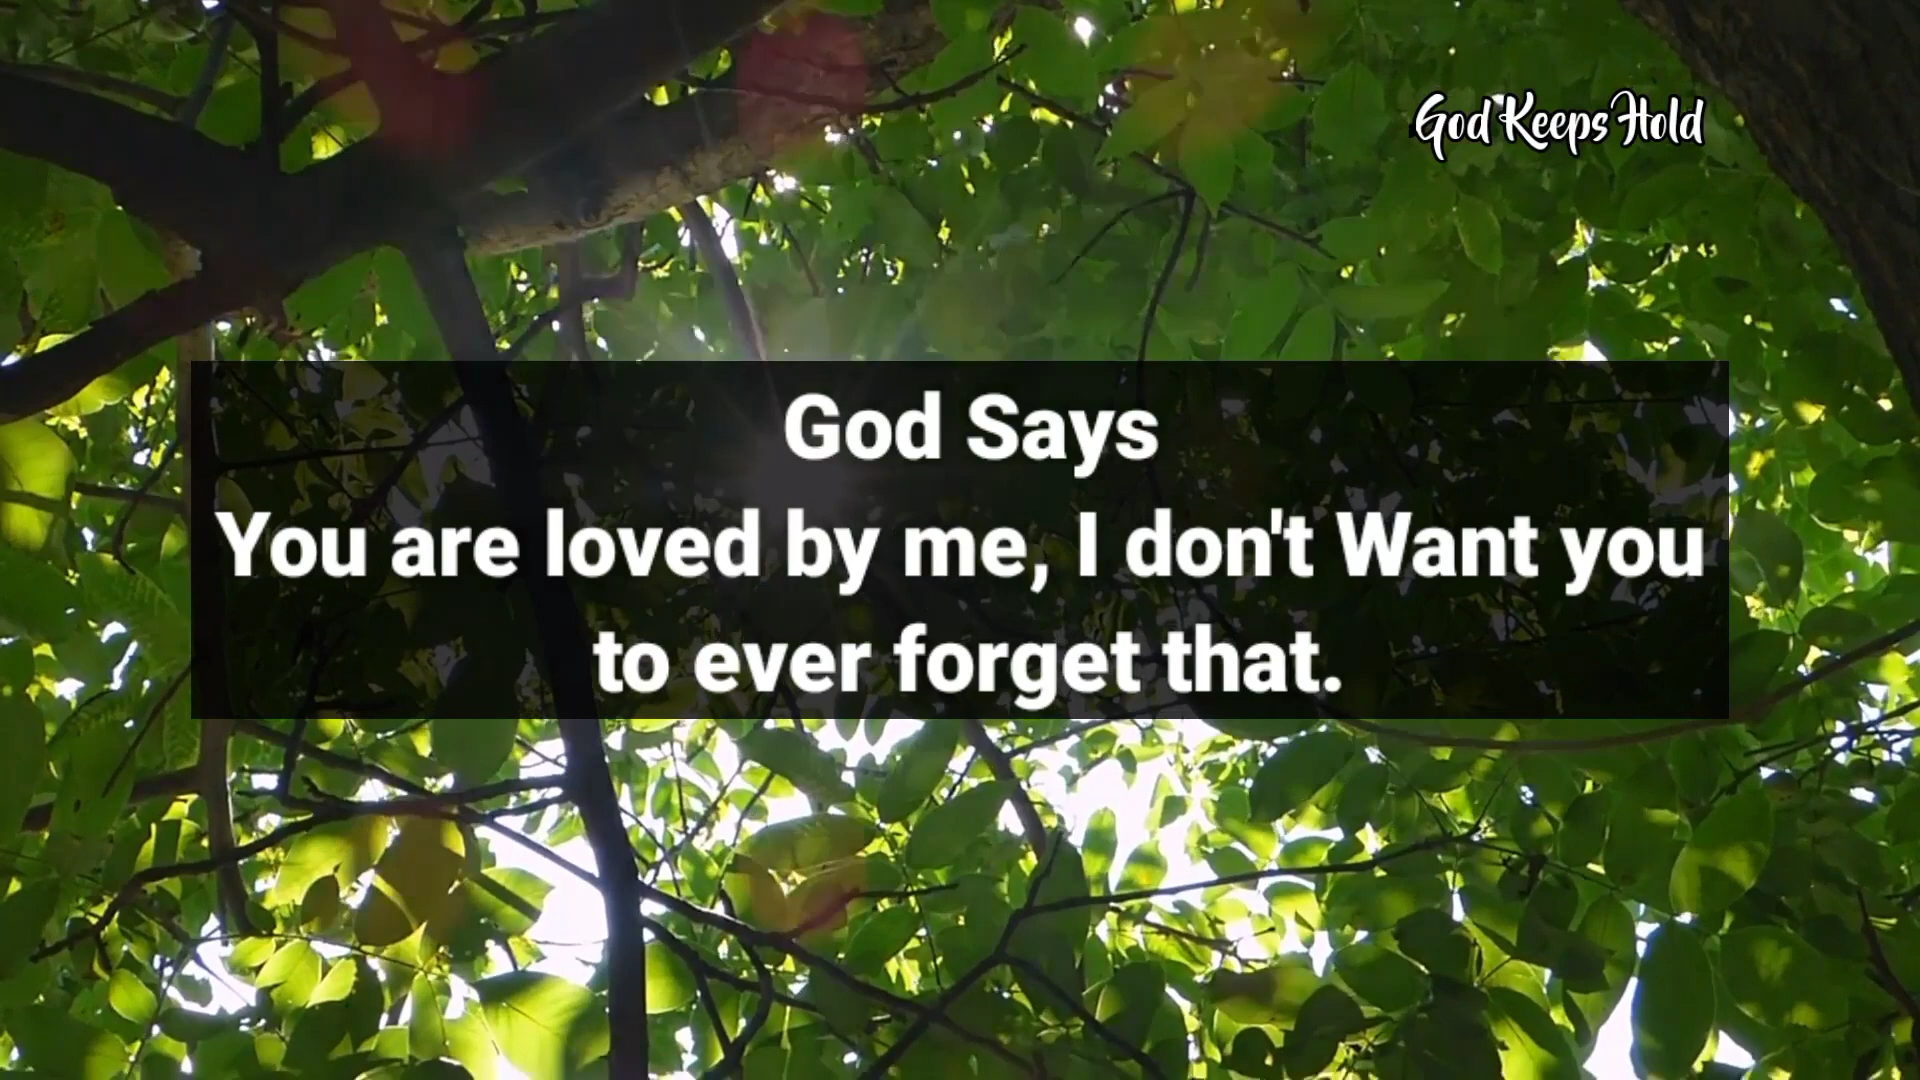 God Keeps Hold
God Says
You are loved by me, I don't Want you
to ever forget that.